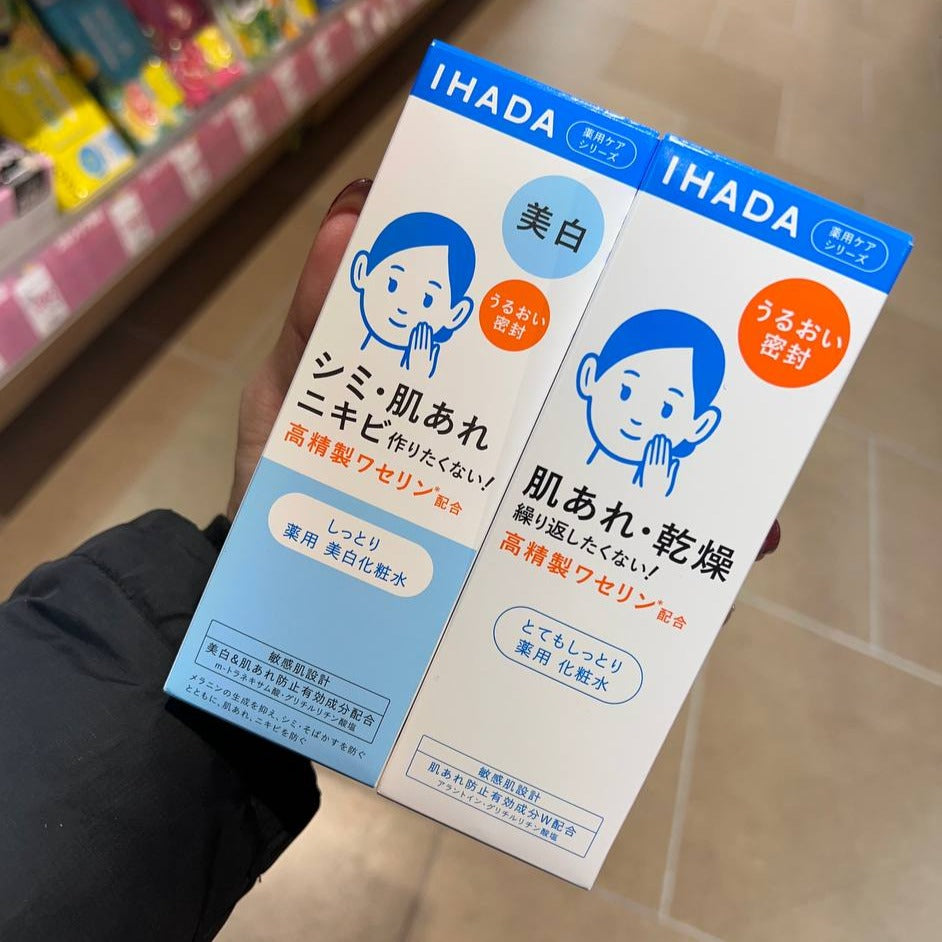 IHADA
薬用ケア
シリーズ
美白
うるおい
密封
シミ・肌あれ
ニキビ作りたくない!
高精製ワセリン*配合
しっとり
薬用 美白化粧水
敏感肌設計
美白&肌あれ防止有効成分配合
m-トラネキサム酸・グリチルリチン酸塩
メラニンの生成を抑え、シミ・そばかすを防ぐ
とともに、肌あれ、ニキビを防ぐ
IHADA
薬用ケア
シリーズ
うるおい
密封
肌あれ・乾燥
繰り返したくない!
高精製ワセリン*配合
とてもしっとり
薬用 化粧水
敏感肌設計
肌あれ防止有効成分W配合
アラントイン・グリチルリチン酸塩